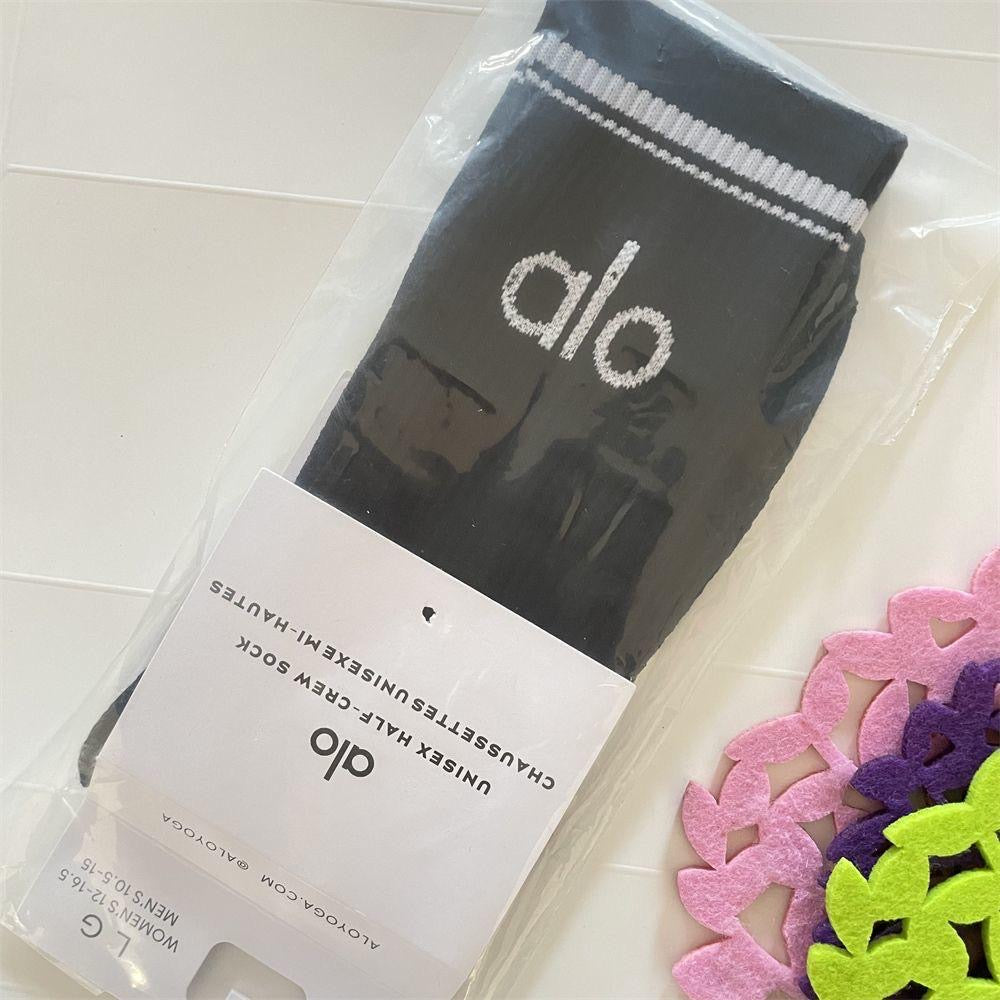 alo
alo
UNISEX HALF-CREW SOCK
CHAUSSETTES UNISEXE MI-HAUTES
ALOYOGA.COM @ALOYOGA
L G
WOMEN'S 12-16.5
MEN'S 10.5-15